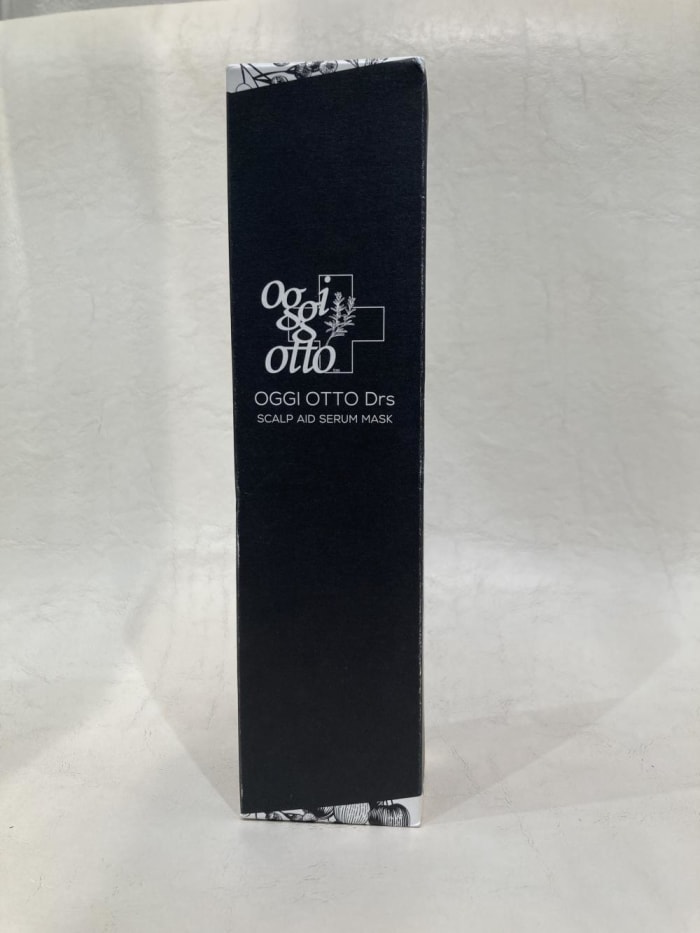 oggi
otto
OGGI OTTO Drs
SCALP AID SERUM MASK